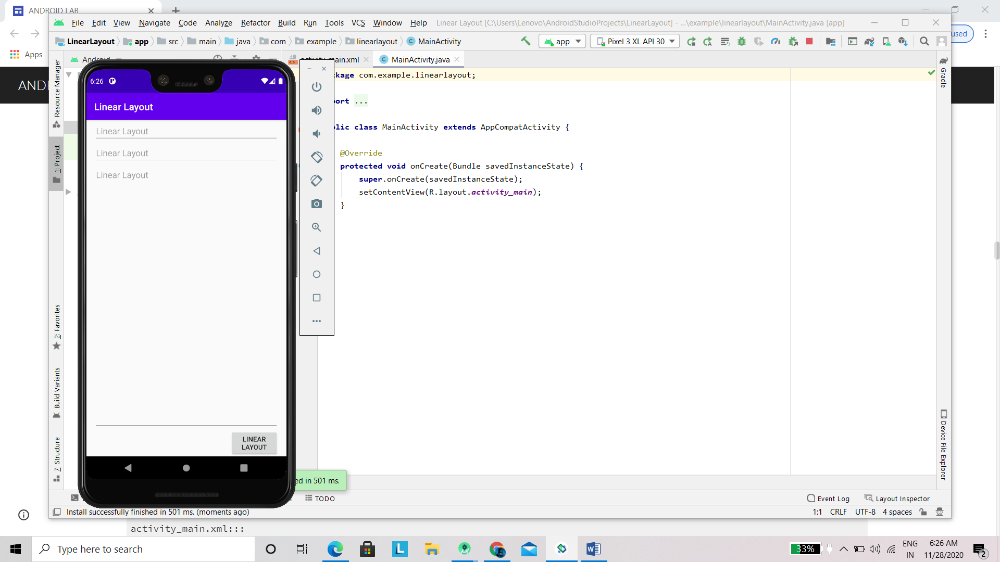 ANDROID LAB
File Edit View Navigate Code Analyze Refactor Build Run Tools VCS Window Help Linear Layout [C:\Users\Lenovo\AndroidStudioProjects\LinearLayout] - ...\example\linearlayout\MainActivity.java [app]
used
LinearLayout app src main java com example linearlayout MainActivity app Pixel 3 XL API 30
Apps
Android activity_main.xml MainActivity.java
ANDR
Resource Manager
1: Project
2: Favorites
Build Variants
7: Structure
6:26
Linear Layout
Linear Layout
Linear Layout
Linear Layout
LINEAR
LAYOUT
kage com.example.linearlayout;
port ...
lic class MainActivity extends AppCompatActivity {
@Override
protected void onCreate(Bundle savedInstanceState) {
super.onCreate(savedInstanceState);
setContentView(R.layout.activity_main);
}
Gradle
Device File Explorer
ed in 501 ms.
TODO
Event Log Layout Inspector
Install successfully finished in 501 ms. (moments ago)
1:1 CRLF UTF-8 4 spaces
activity_main.xml:::
Type here to search
33%
ENG
IN
6:26 AM
11/28/2020
2